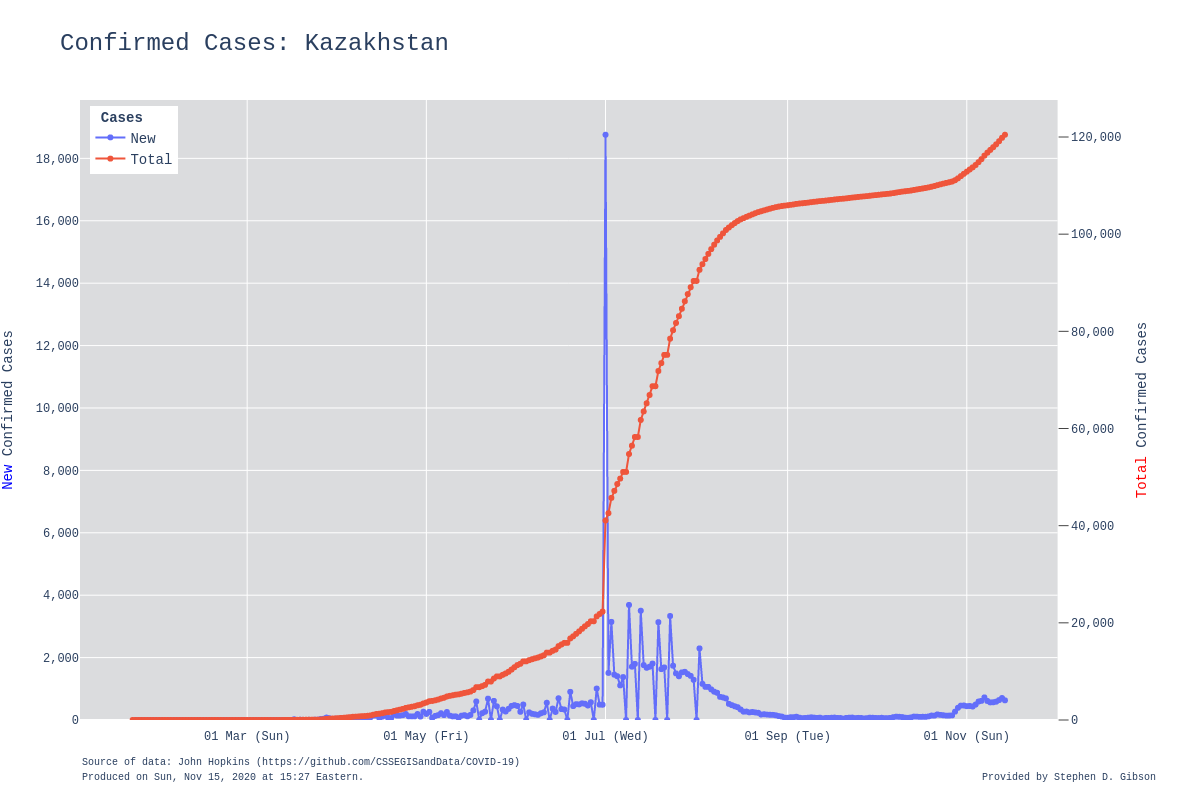 Confirmed Cases: Kazakhstan
Cases
New
Total
18,000
16,000
14,000
12,000
10,000
8,000
6,000
4,000
2,000
0
New Confirmed Cases
120,000
100,000
80,000
60,000
40,000
20,000
0
Total Confirmed Cases
01 Mar (Sun)
01 May (Fri)
01 Jul (Wed)
01 Sep (Tue)
01 Nov (Sun)
Source of data: John Hopkins (https://github.com/CSSEGISandData/COVID-19)
Produced on Sun, Nov 15, 2020 at 15:27 Eastern.
Provided by Stephen D. Gibson